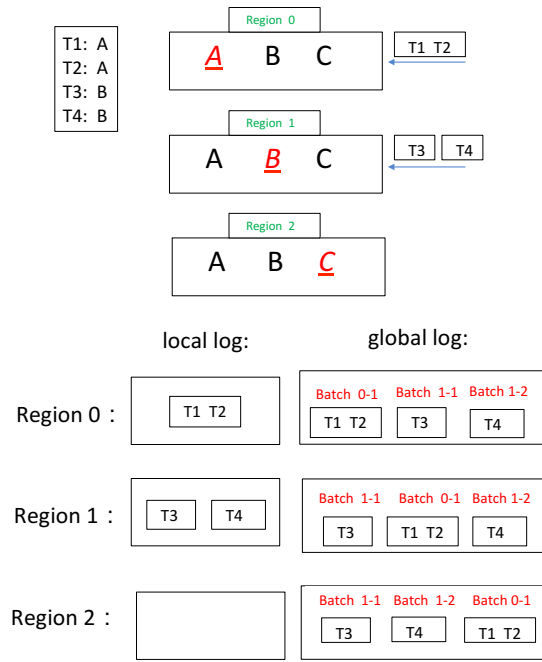 Region 0
T1: A
T2: A
T3: B
T4: B
A B C
T1 T2
Region 1
A B C
T3 T4
Region 2
A B C
local log: global log:
Region 0 :
T1 T2
Batch 0-1 Batch 1-1 Batch 1-2
T1 T2 T3 T4
Region 1 :
T3 T4
Batch 1-1 Batch 0-1 Batch 1-2
T3 T1 T2 T4
Region 2 :
Batch 1-1 Batch 1-2 Batch 0-1
T3 T4 T1 T2